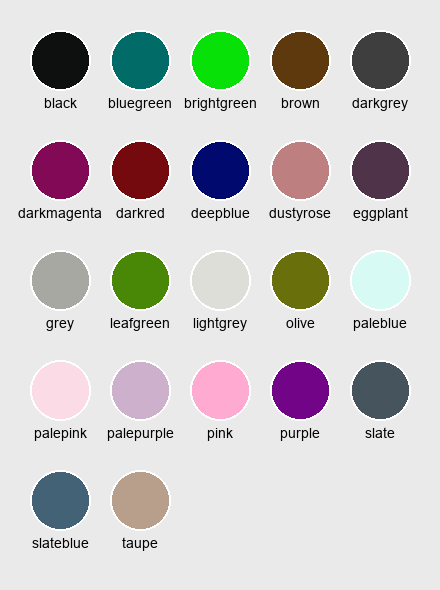 black bluegreen brightgreen brown darkgrey
darkmagenta darkred deepblue dustyrose eggplant
grey leafgreen lightgrey olive paleblue
palepink palepurple pink purple slate
slateblue taupe